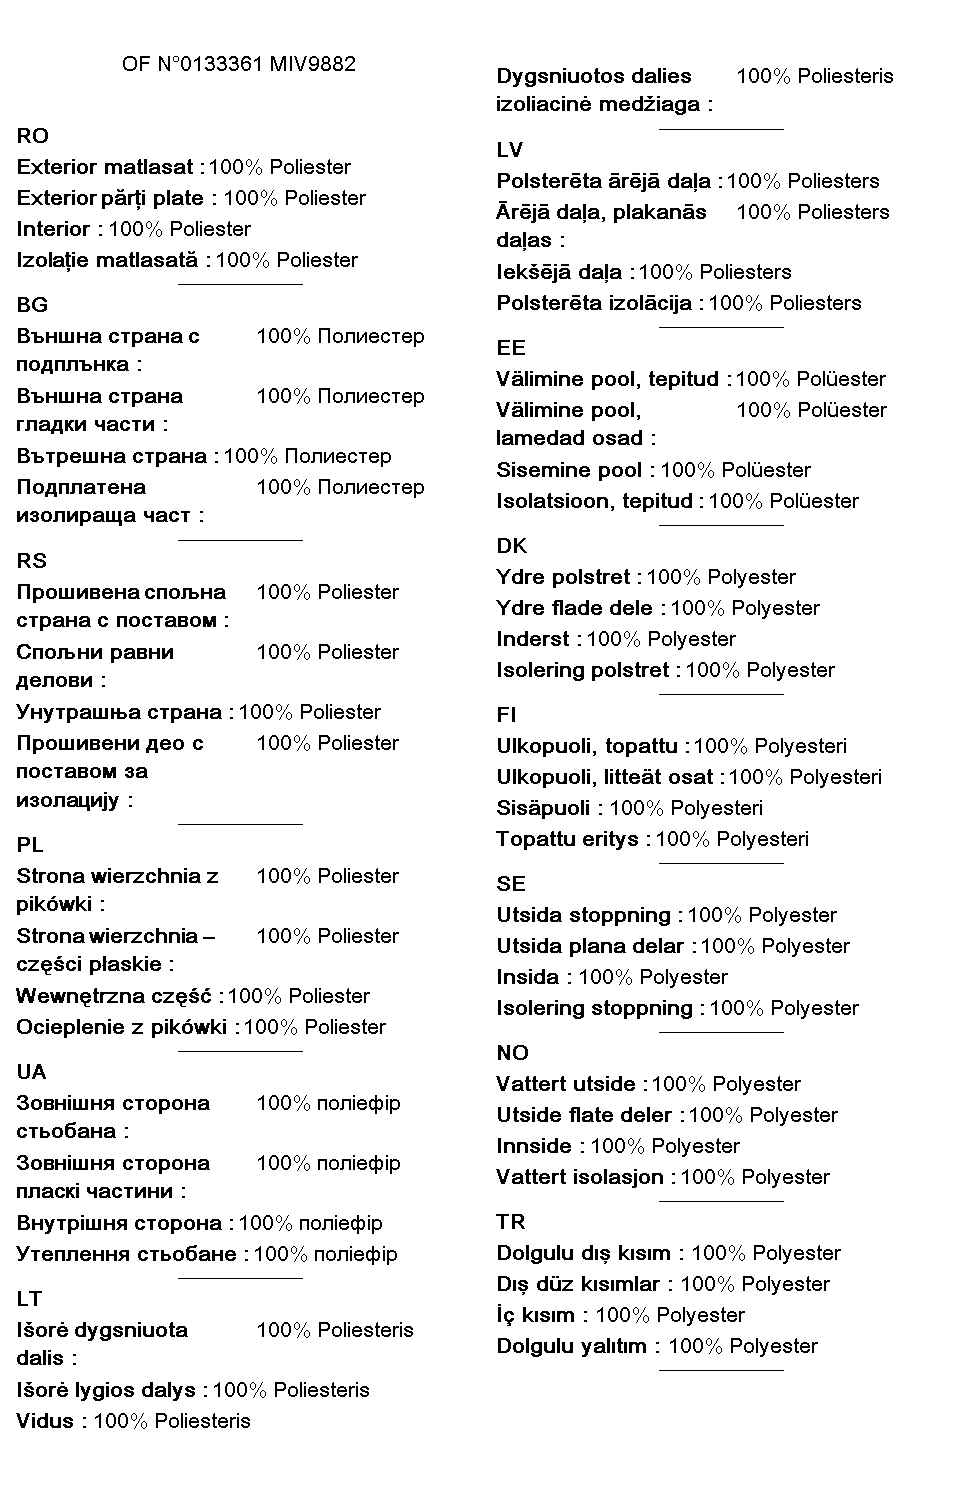 OF N°0133361 MIV9882
RO
Exterior matlasat : 100% Poliester
Exterior părți plate : 100% Poliester
Interior : 100% Poliester
Izolație matlasată : 100% Poliester
BG
Външна страна с 100% Полиестер
подплънка :
Външна страна 100% Полиестер
гладки части :
Вътрешна страна : 100% Полиестер
Подплатена 100% Полиестер
изолираща част :
RS
Прошивена спољна 100% Poliester
страна с поставом :
Спољни равни 100% Poliester
делови :
Унутрашња страна : 100% Poliester
Прошивени део с 100% Poliester
поставом за
изолацију :
PL
Strona wierzchnia z 100% Poliester
pikówki :
Strona wierzchnia – 100% Poliester
części płaskie :
Wewnętrzna część : 100% Poliester
Ocieplenie z pikówki : 100% Poliester
UA
Зовнішня сторона 100% поліефір
стьобана :
Зовнішня сторона 100% поліефір
пласкі частини :
Внутрішня сторона : 100% поліефір
Утеплення стьобане : 100% поліефір
LT
Išorė dygsniuota 100% Poliesteris
dalis :
Išorė lygios dalys : 100% Poliesteris
Vidus : 100% Poliesteris
Dygsniuotos dalies 100% Poliesteris
izoliacinė medžiaga :
LV
Polsterēta ārējā daļa : 100% Poliesters
Ārējā daļa, plakanās 100% Poliesters
daļas :
Iekšējā daļa : 100% Poliesters
Polsterēta izolācija : 100% Poliesters
EE
Välimine pool, tepitud : 100% Polüester
Välimine pool, 100% Polüester
lamedad osad :
Sisemine pool : 100% Polüester
Isolatsioon, tepitud : 100% Polüester
DK
Ydre polstret : 100% Polyester
Ydre flade dele : 100% Polyester
Inderst : 100% Polyester
Isolering polstret : 100% Polyester
FI
Ulkopuoli, topattu : 100% Polyesteri
Ulkopuoli, litteät osat : 100% Polyesteri
Sisäpuoli : 100% Polyesteri
Topattu eritys : 100% Polyesteri
SE
Utsida stoppning : 100% Polyester
Utsida plana delar : 100% Polyester
Insida : 100% Polyester
Isolering stoppning : 100% Polyester
NO
Vattert utside : 100% Polyester
Utside flate deler : 100% Polyester
Innside : 100% Polyester
Vattert isolasjon : 100% Polyester
TR
Dolgulu dış kısım : 100% Polyester
Dış düz kısımlar : 100% Polyester
İç kısım : 100% Polyester
Dolgulu yalıtım : 100% Polyester